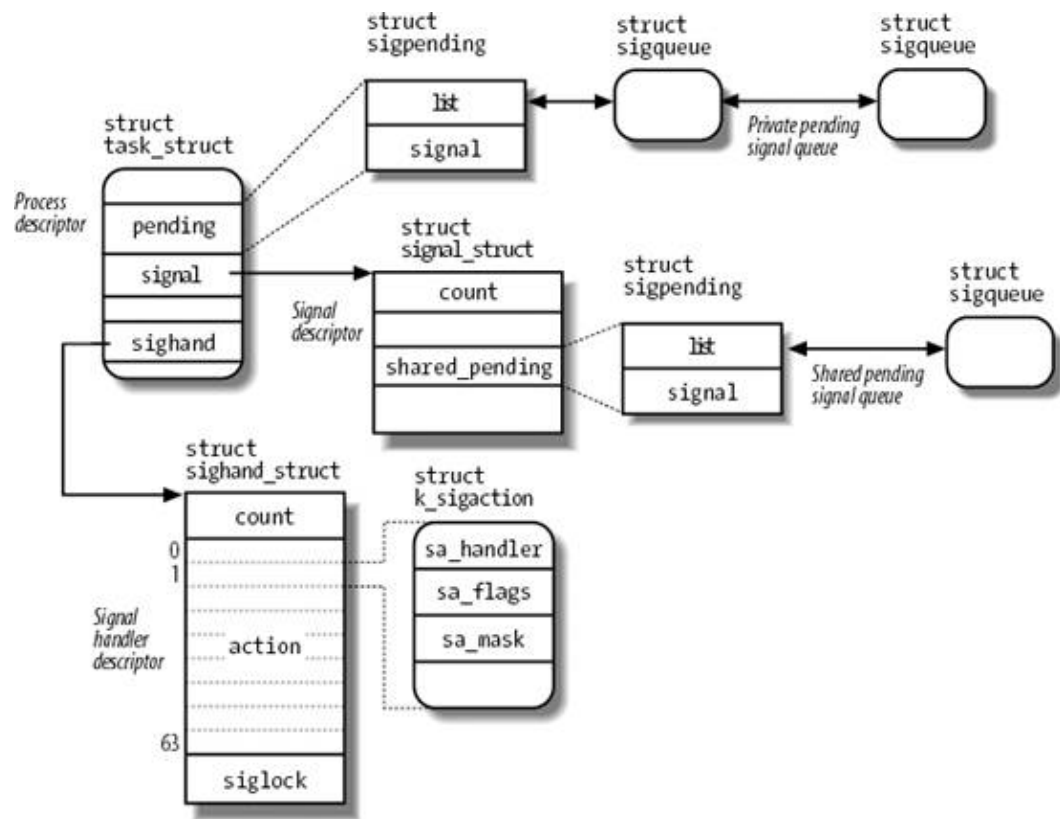 struct
sigpending
struct
sigqueue
struct
sigqueue
list
signal
Private pending
signal queue
struct
task_struct
Process
descriptor
pending
signal
sighand
struct
signal_struct
Signal
descriptor
count
shared_pending
struct
sigpending
list
signal
Shared pending
signal queue
struct
sigqueue
struct
sighand_struct
count
0
1
Signal
handler
descriptor
action
63
siglock
struct
k_sigaction
sa_handler
sa_flags
sa_mask